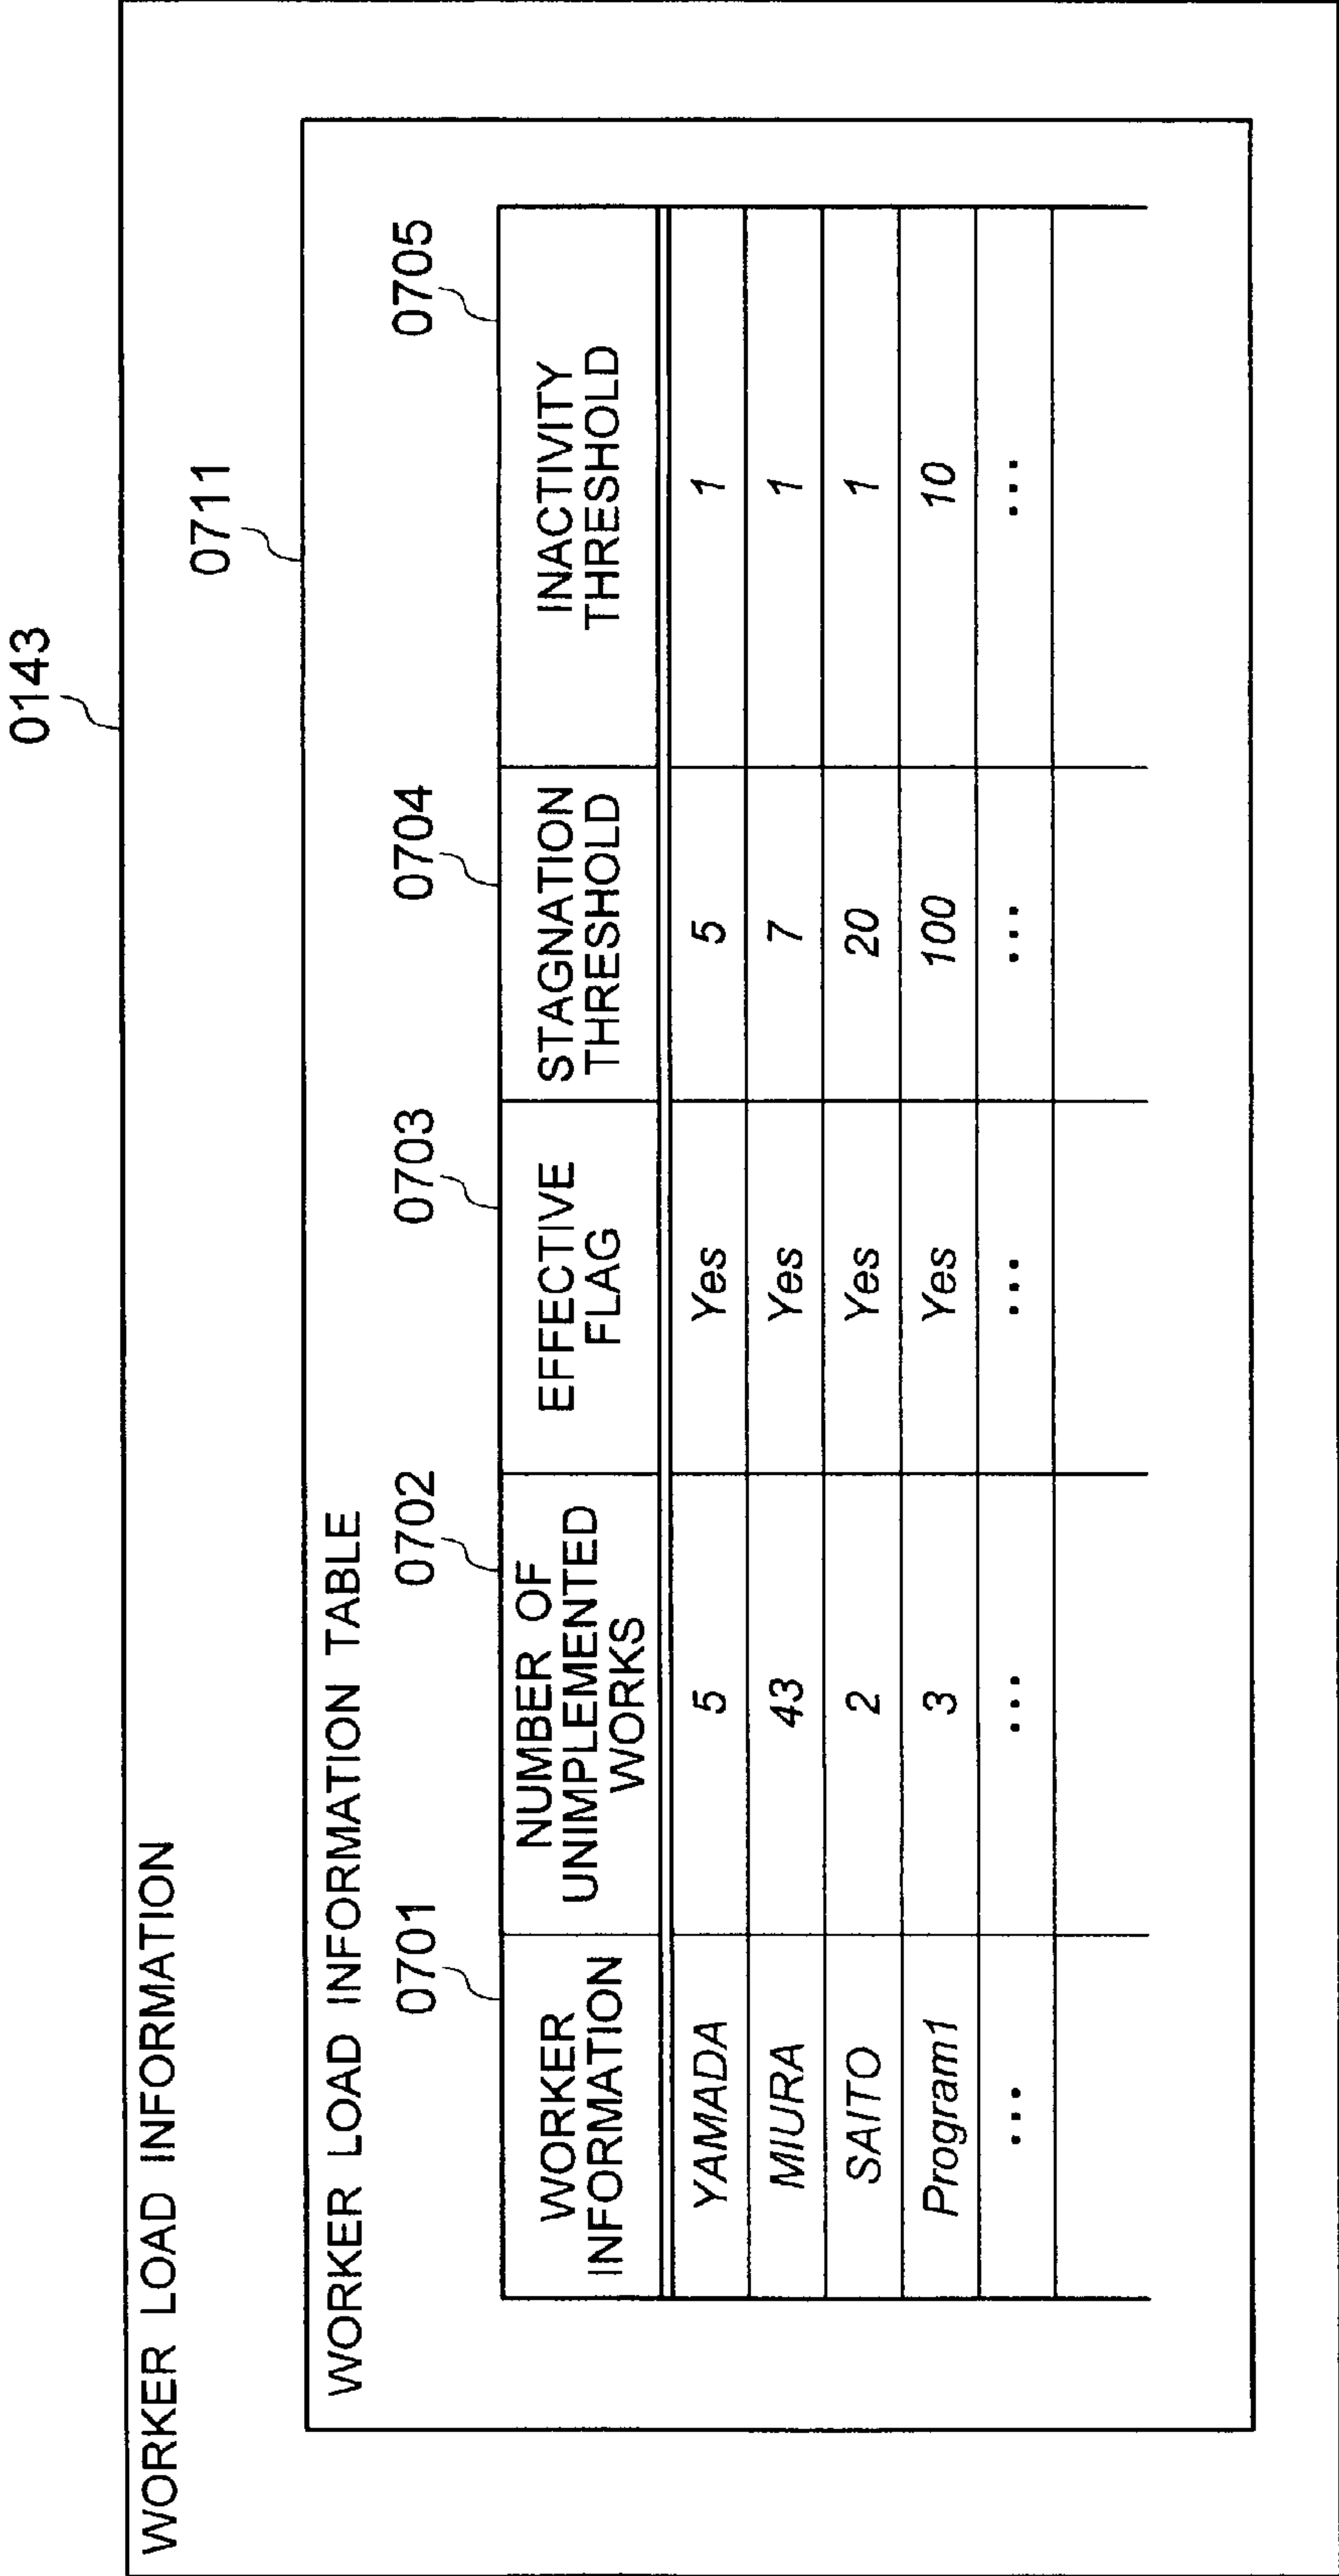 0143
WORKER LOAD INFORMATION
0711
WORKER LOAD INFORMATION TABLE
0701
0702
0703
0704
0705
WORKER
INFORMATION
NUMBER OF
UNIMPLEMENTED
WORKS
EFFECTIVE
FLAG
STAGNATION
THRESHOLD
INACTIVITY
THRESHOLD
YAMADA 5 Yes 5 1
MIURA 43 Yes 7 1
SAITO 2 Yes 20 1
Program1 3 Yes 100 10
... ... ... ... ...